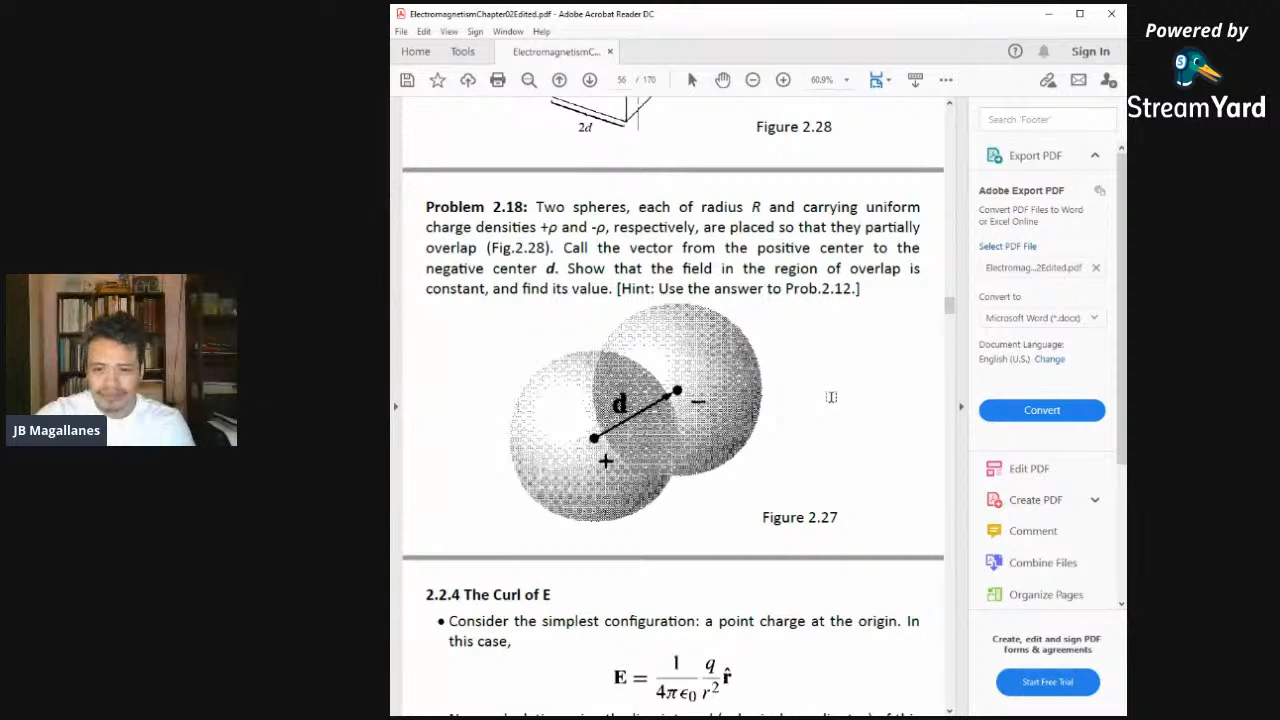 ElectromagnetismChapter02Edited.pdf - Adobe Acrobat Reader DC
File Edit View Sign Window Help
Home Tools ElectromagnetismC... × Sign In
56 / 170 60.9%
2d
Figure 2.28
Problem 2.18: Two spheres, each of radius R and carrying uniform
charge densities +ρ and -ρ, respectively, are placed so that they partially
overlap (Fig.2.28). Call the vector from the positive center to the
negative center d. Show that the field in the region of overlap is
constant, and find its value. [Hint: Use the answer to Prob.2.12.]
d
−
+
Figure 2.27
2.2.4 The Curl of E
• Consider the simplest configuration: a point charge at the origin. In
this case,
E = 1/4πϵ₀ q/r² r̂
Search 'Footer'
Export PDF
Adobe Export PDF
Convert PDF Files to Word
or Excel Online
Select PDF File
Electromag...2Edited.pdf ×
Convert to
Microsoft Word (*.docx)
Document Language:
English (U.S.) Change
Convert
Edit PDF
Create PDF
Comment
Combine Files
Organize Pages
Create, edit and sign PDF
forms & agreements
Start Free Trial
JB Magallanes
Powered by
StreamYard